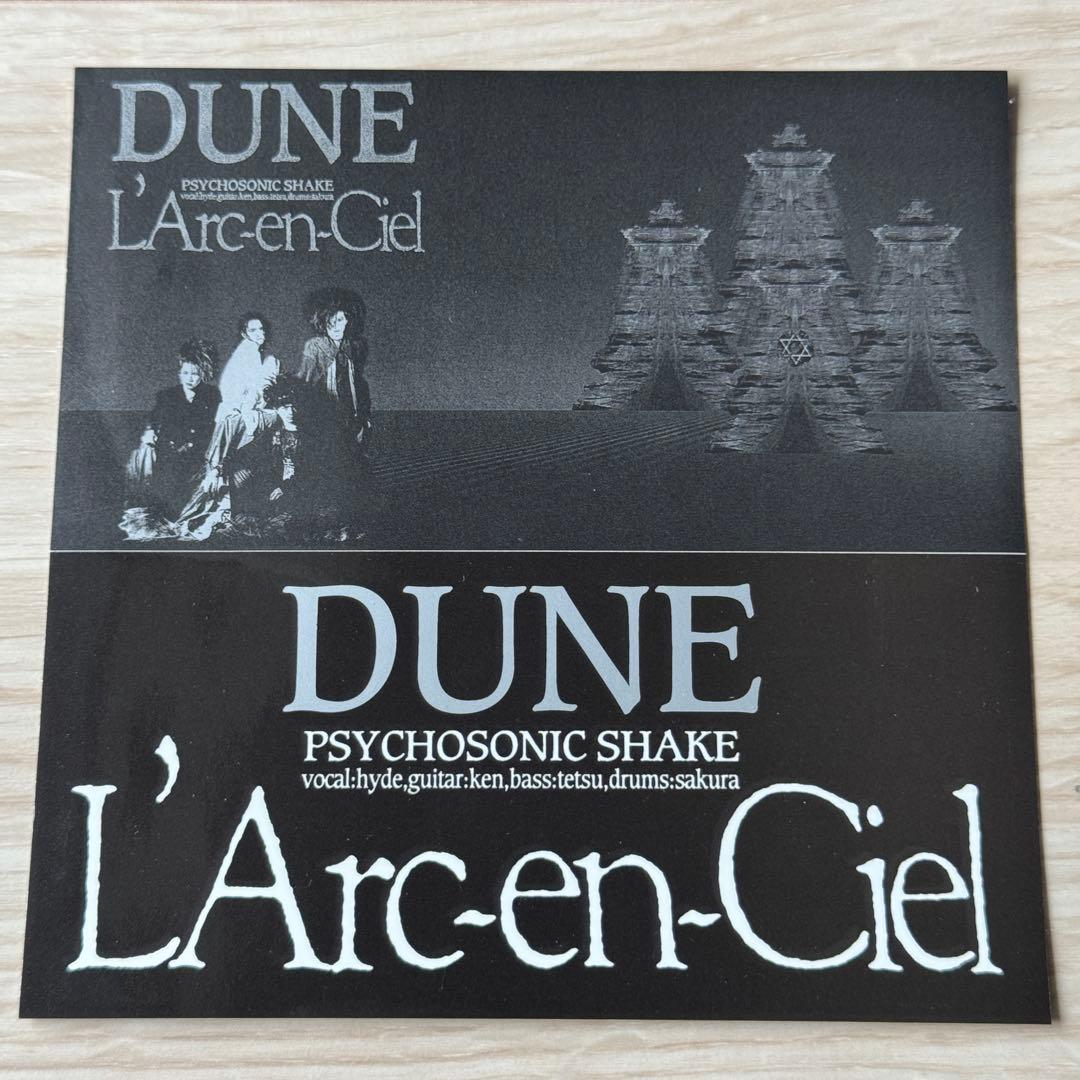 DUNE
PSYCHOSONIC SHAKE
vocal:hyde,guitar:ken,bass:tetsu,drums:sakura
L'Arc-en-Ciel
DUNE
PSYCHOSONIC SHAKE
vocal:hyde,guitar:ken,bass:tetsu,drums:sakura
L'Arc-en-Ciel